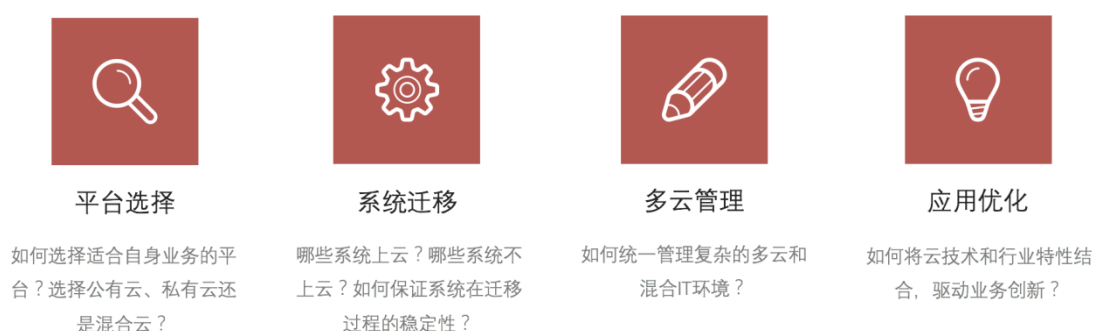 平台选择
如何选择适合自身业务的平
台？选择公有云、私有云还
是混合云？
系统迁移
哪些系统上云？哪些系统不
上云？如何保证系统在迁移
过程的稳定性？
多云管理
如何统一管理复杂的多云和
混合IT环境？
应用优化
如何将云技术和行业特性结
合，驱动业务创新？